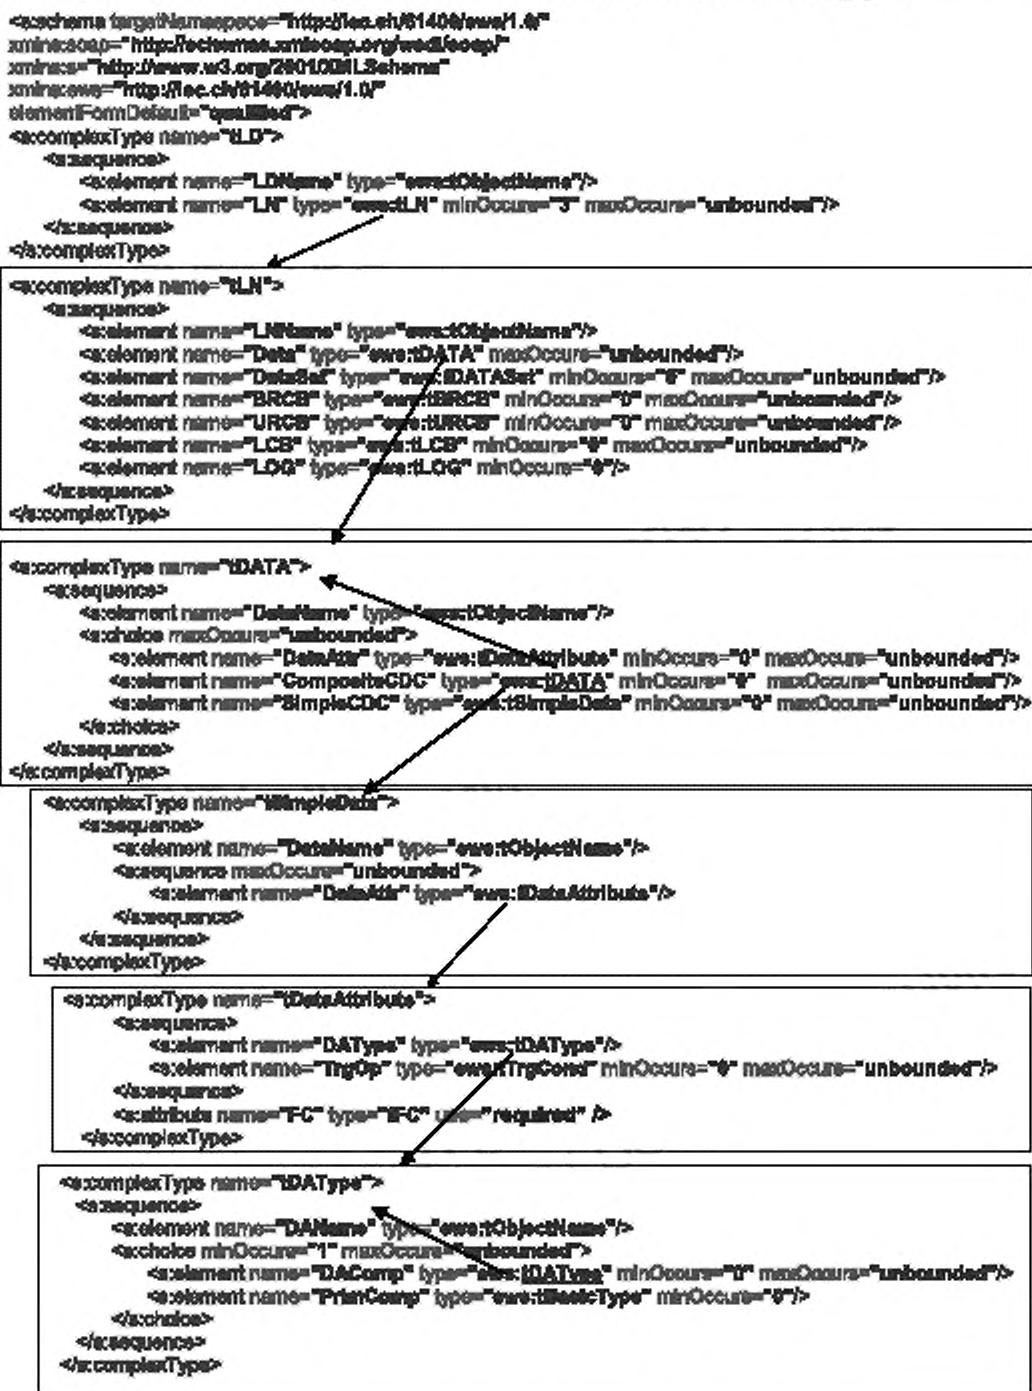 <s:schema targetNamespace="http://iec.ch/61400/ews/1.0/"
xmlns:soap="http://schemas.xmlsoap.org/wsdl/soap/"
xmlns:s="http://www.w3.org/2001/XMLSchema"
xmlns:ews="http://iec.ch/61400/ews/1.0/"
elementFormDefault="qualified">
<s:complexType name="tLD">
<s:sequence>
<s:element name="LDName" type="ews:tObjectName"/>
<s:element name="LN" type="ews:tLN" minOccurs="3" maxOccurs="unbounded"/>
</s:sequence>
</s:complexType>
<s:complexType name="tLN">
<s:sequence>
<s:element name="LNName" type="ews:tObjectName"/>
<s:element name="Data" type="ews:tDATA" maxOccurs="unbounded"/>
<s:element name="DataSet" type="ews:tDATASet" minOccurs="0" maxOccurs="unbounded"/>
<s:element name="BRCB" type="ews:tBRCB" minOccurs="0" maxOccurs="unbounded"/>
<s:element name="URCB" type="ews:tURCB" minOccurs="0" maxOccurs="unbounded"/>
<s:element name="LCB" type="ews:tLCB" minOccurs="0" maxOccurs="unbounded"/>
<s:element name="LOG" type="ews:tLOG" minOccurs="0"/>
</s:sequence>
</s:complexType>
<s:complexType name="tDATA">
<s:sequence>
<s:element name="DataName" type="ews:tObjectName"/>
<s:choice maxOccurs="unbounded">
<s:element name="DataAttr" type="ews:tDataAttribute" minOccurs="0" maxOccurs="unbounded"/>
<s:element name="CompositeCDC" type="ews:tDATA" minOccurs="0" maxOccurs="unbounded"/>
<s:element name="SimpleCDC" type="ews:tSimpleData" minOccurs="0" maxOccurs="unbounded"/>
</s:choice>
</s:sequence>
</s:complexType>
<s:complexType name="tSimpleData">
<s:sequence>
<s:element name="DataName" type="ews:tObjectName"/>
<s:sequence maxOccurs="unbounded">
<s:element name="DataAttr" type="ews:tDataAttribute"/>
</s:sequence>
</s:sequence>
</s:complexType>
<s:complexType name="tDataAttribute">
<s:sequence>
<s:element name="DAType" type="ews:tDAType"/>
<s:element name="TrgOp" type="ews:tTrgCond" minOccurs="0" maxOccurs="unbounded"/>
</s:sequence>
<s:attribute name="FC" type="tFC" use="required" />
</s:complexType>
<s:complexType name="tDAType">
<s:sequence>
<s:element name="DAName" type="ews:tObjectName"/>
<s:choice minOccurs="1" maxOccurs="unbounded">
<s:element name="DAComp" type="ews:tDAType" minOccurs="0" maxOccurs="unbounded"/>
<s:element name="PrimComp" type="ews:tBasicType" minOccurs="0"/>
</s:choice>
</s:sequence>
</s:complexType>